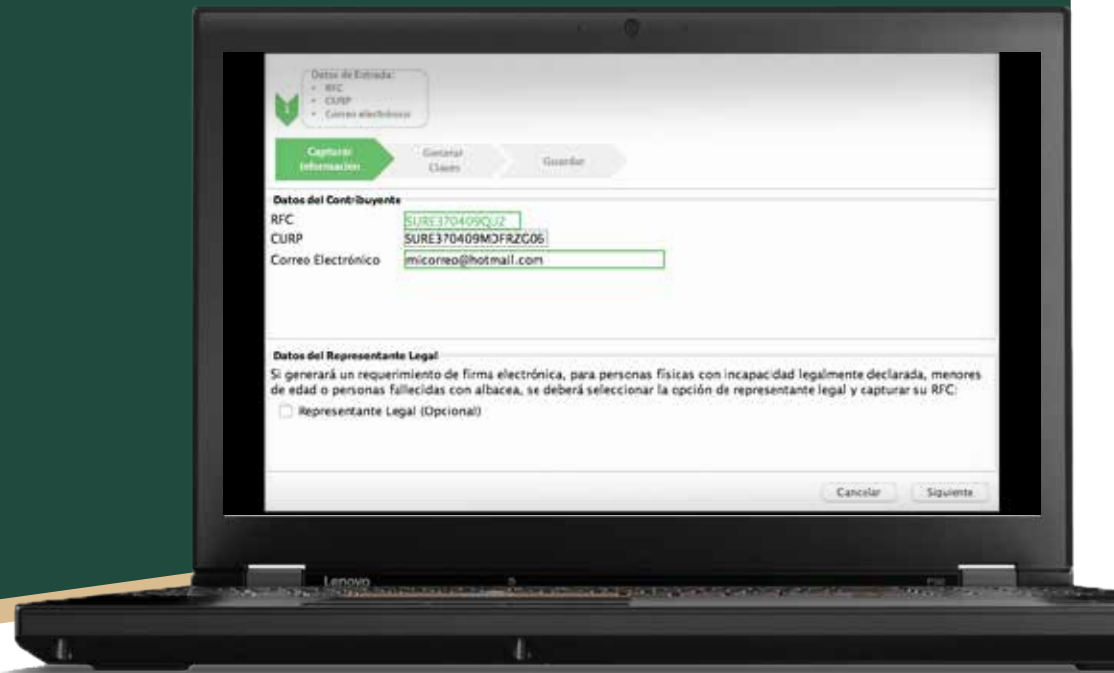 Datos de Entrada:
• RFC
• CURP
• Correo electrónico
1
Capturar
Información
Generar
Claves
Guardar
Datos del Contribuyente
RFC
SURE370409QU2
CURP
SURE370409MDFRZG06
Correo Electrónico
micorreo@hotmail.com
Datos del Representante Legal
Si generará un requerimiento de firma electrónica, para personas físicas con incapacidad legalmente declarada, menores
de edad o personas fallecidas con albacea, se deberá seleccionar la opción de representante legal y capturar su RFC:
Representante Legal (Opcional)
Cancelar
Siguiente
Lenovo